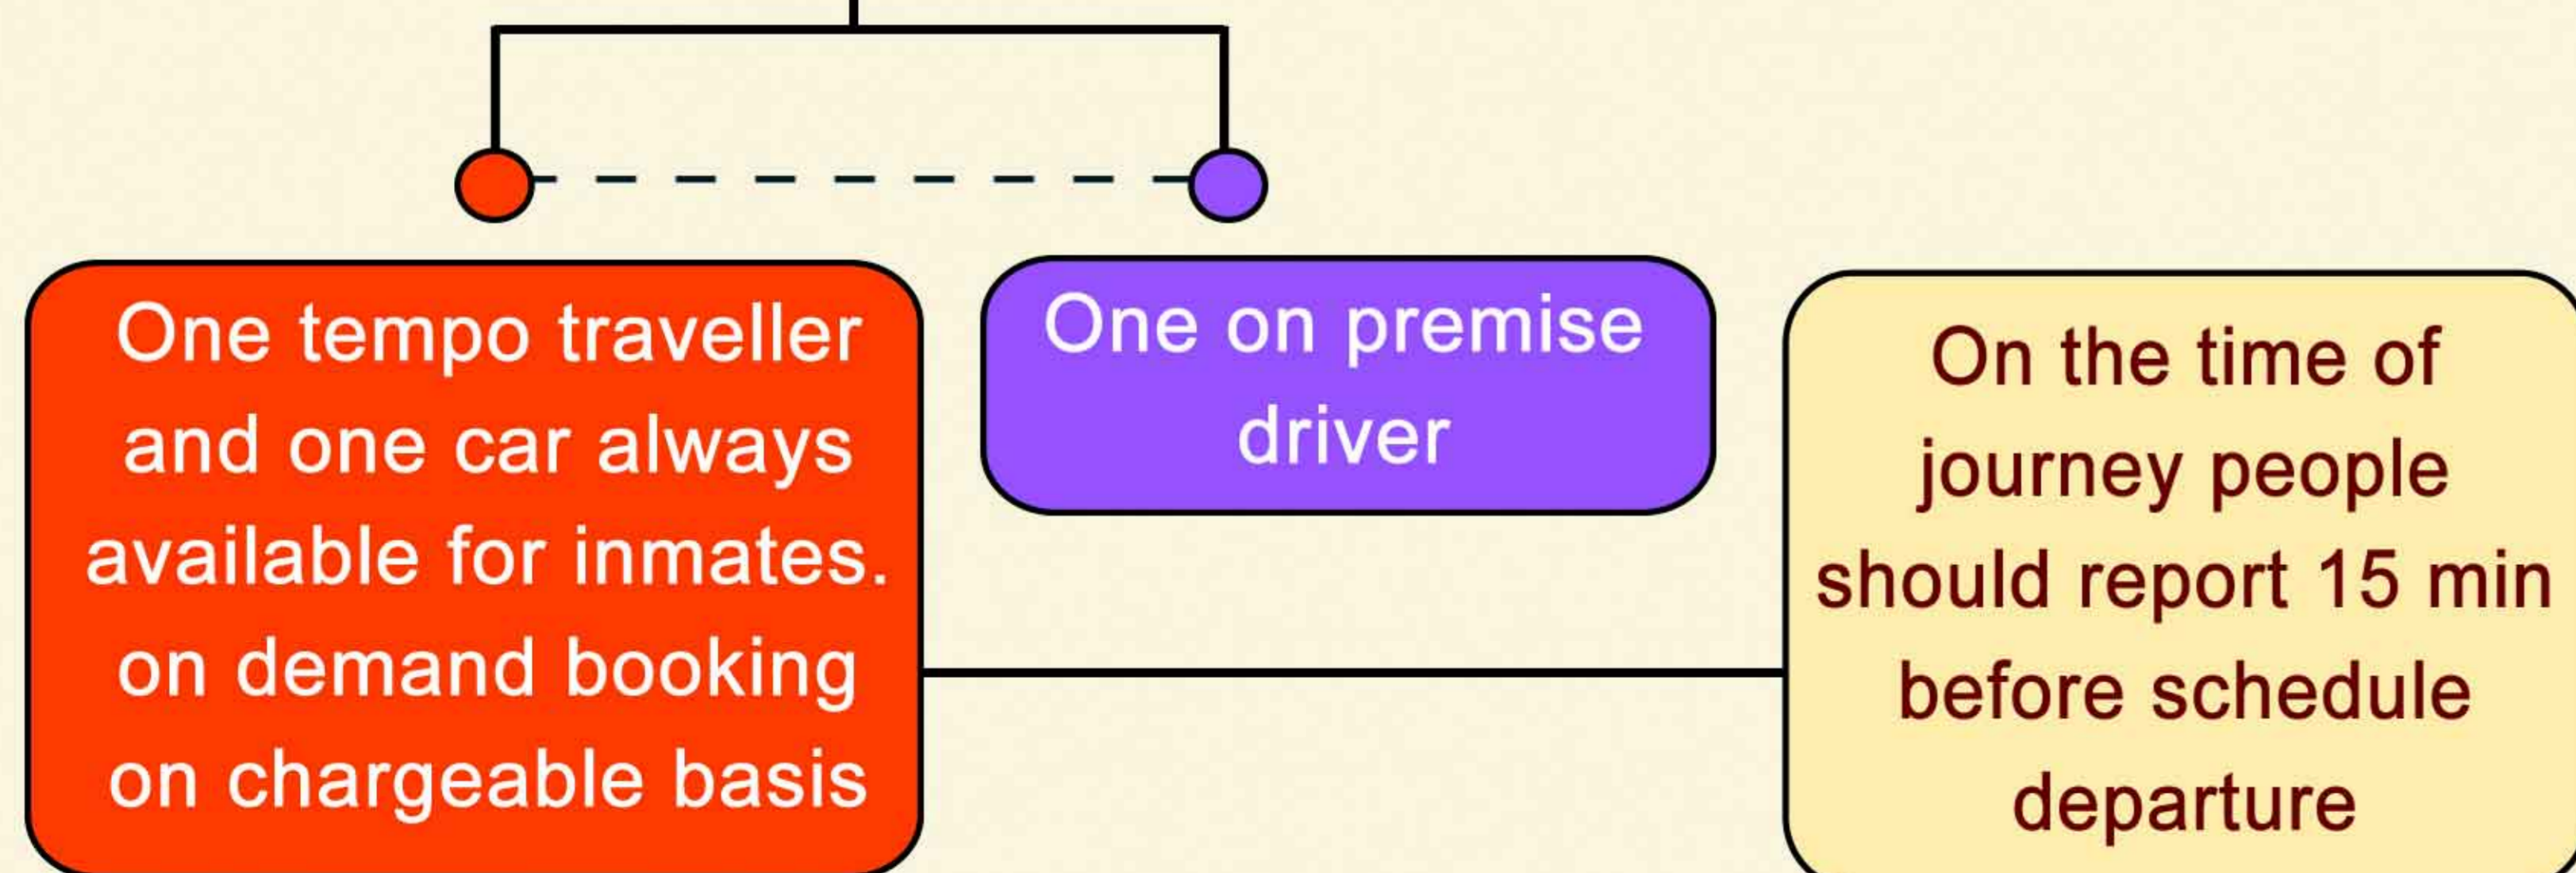 One tempo traveller
and one car always
available for inmates.
on demand booking
on chargeable basis
One on premise
driver
On the time of
journey people
should report 15 min
before schedule
departure